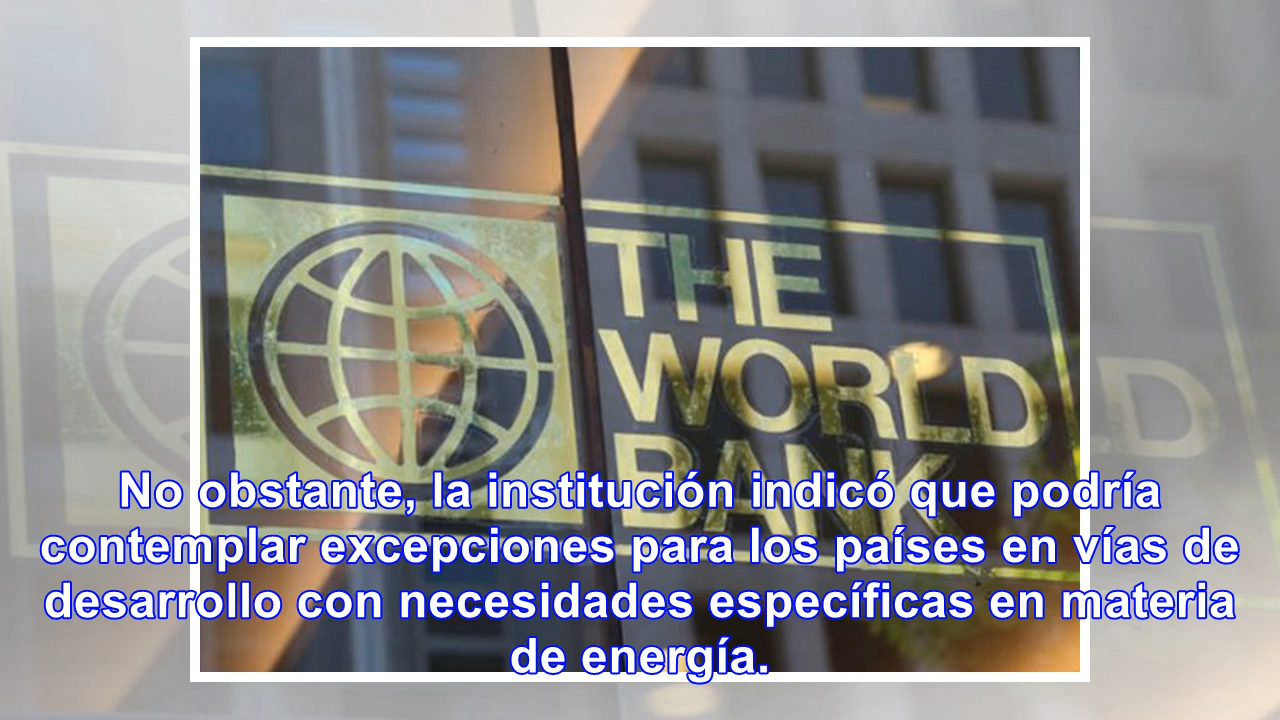 THE
WORLD
BANK
No obstante, la institución indicó que podría
contemplar excepciones para los países en vías de
desarrollo con necesidades específicas en materia
de energía.